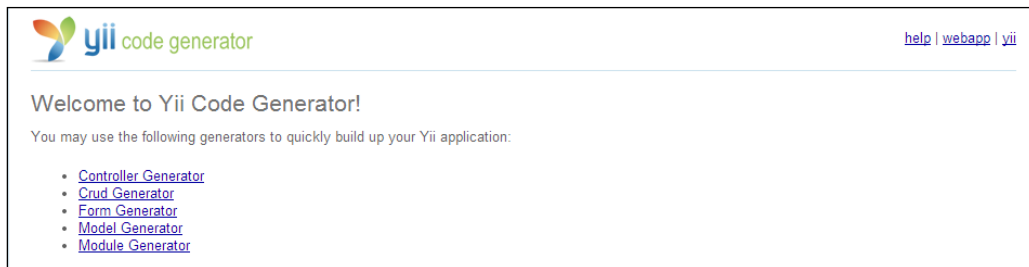 yii code generator
help | webapp | yii
Welcome to Yii Code Generator!
You may use the following generators to quickly build up your Yii application:
• Controller Generator
• Crud Generator
• Form Generator
• Model Generator
• Module Generator